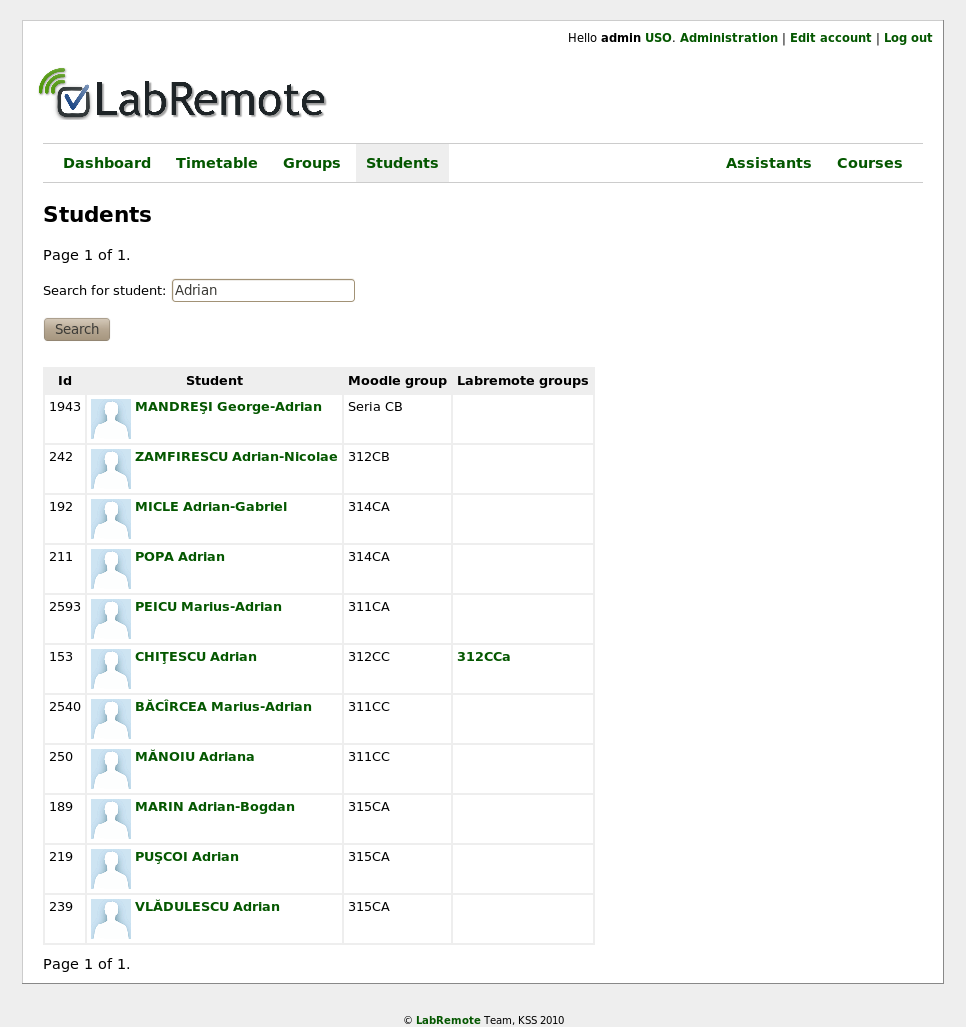 Hello admin USO. Administration | Edit account | Log out
LabRemote
Dashboard Timetable Groups Students Assistants Courses
Students
Page 1 of 1.
Search for student: Adrian
Search
Id Student Moodle group Labremote groups
1943 MANDREŞI George-Adrian Seria CB
242 ZAMFIRESCU Adrian-Nicolae 312CB
192 MICLE Adrian-Gabriel 314CA
211 POPA Adrian 314CA
2593 PEICU Marius-Adrian 311CA
153 CHIŢESCU Adrian 312CC 312CCa
2540 BĂCÎRCEA Marius-Adrian 311CC
250 MĂNOIU Adriana 311CC
189 MARIN Adrian-Bogdan 315CA
219 PUŞCOI Adrian 315CA
239 VLĂDULESCU Adrian 315CA
Page 1 of 1.
© LabRemote Team, KSS 2010